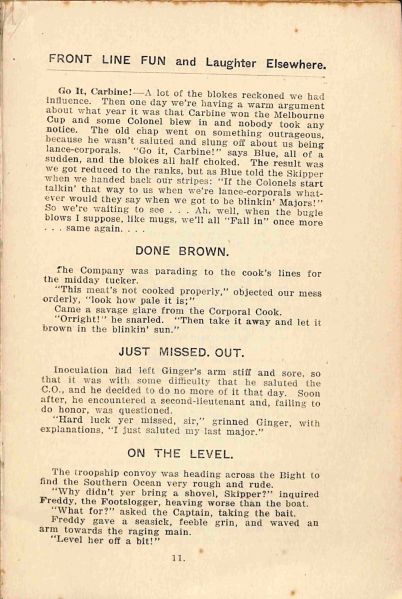 FRONT LINE FUN and Laughter Elsewhere.
Go It, Carbine!—A lot of the blokes reckoned we had
influence. Then one day we're having a warm argument
about what year it was that Carbine won the Melbourne
Cup and some Colonel blew in and nobody took any
notice. The old chap went on something outrageous,
because he wasn't saluted and slung off about us being
lance-corporals. "Go it, Carbine!" says Blue, all of a
sudden, and the blokes all half choked. The result was
we got reduced to the ranks, but as Blue told the Skipper
when we handed back our stripes: "If the Colonels start
talkin' that way to us when we're lance-corporals what-
ever would they say when we got to be blinkin' Majors!"
So we're waiting to see . . . Ah, well, when the bugle
blows I suppose, like mugs, we'll all "Fall in" once more
. . . same again. . . .
DONE BROWN.
The Company was parading to the cook's lines for
the midday tucker.
"This meat's not cooked properly," objected our mess
orderly, "look how pale it is;"
Came a savage glare from the Corporal Cook.
"Orright!" he snarled. "Then take it away and let it
brown in the blinkin' sun."
JUST MISSED. OUT.
Inoculation had left Ginger's arm stiff and sore, so
that it was with some difficulty that he saluted the
C.O., and he decided to do no more of it that day. Soon
after, he encountered a second-lieutenant and, failing to
do honor, was questioned.
"Hard luck yer missed, sir," grinned Ginger, with
explanations, "I just saluted my last major."
ON THE LEVEL.
The troopship convoy was heading across the Bight to
find the Southern Ocean very rough and rude.
"Why didn't yer bring a shovel, Skipper?" inquired
Freddy, the Footslogger, heaving worse than the boat.
"What for?" asked the Captain, taking the bait.
Freddy gave a seasick, feeble grin, and waved an
arm towards the raging main.
"Level her off a bit!"
11.